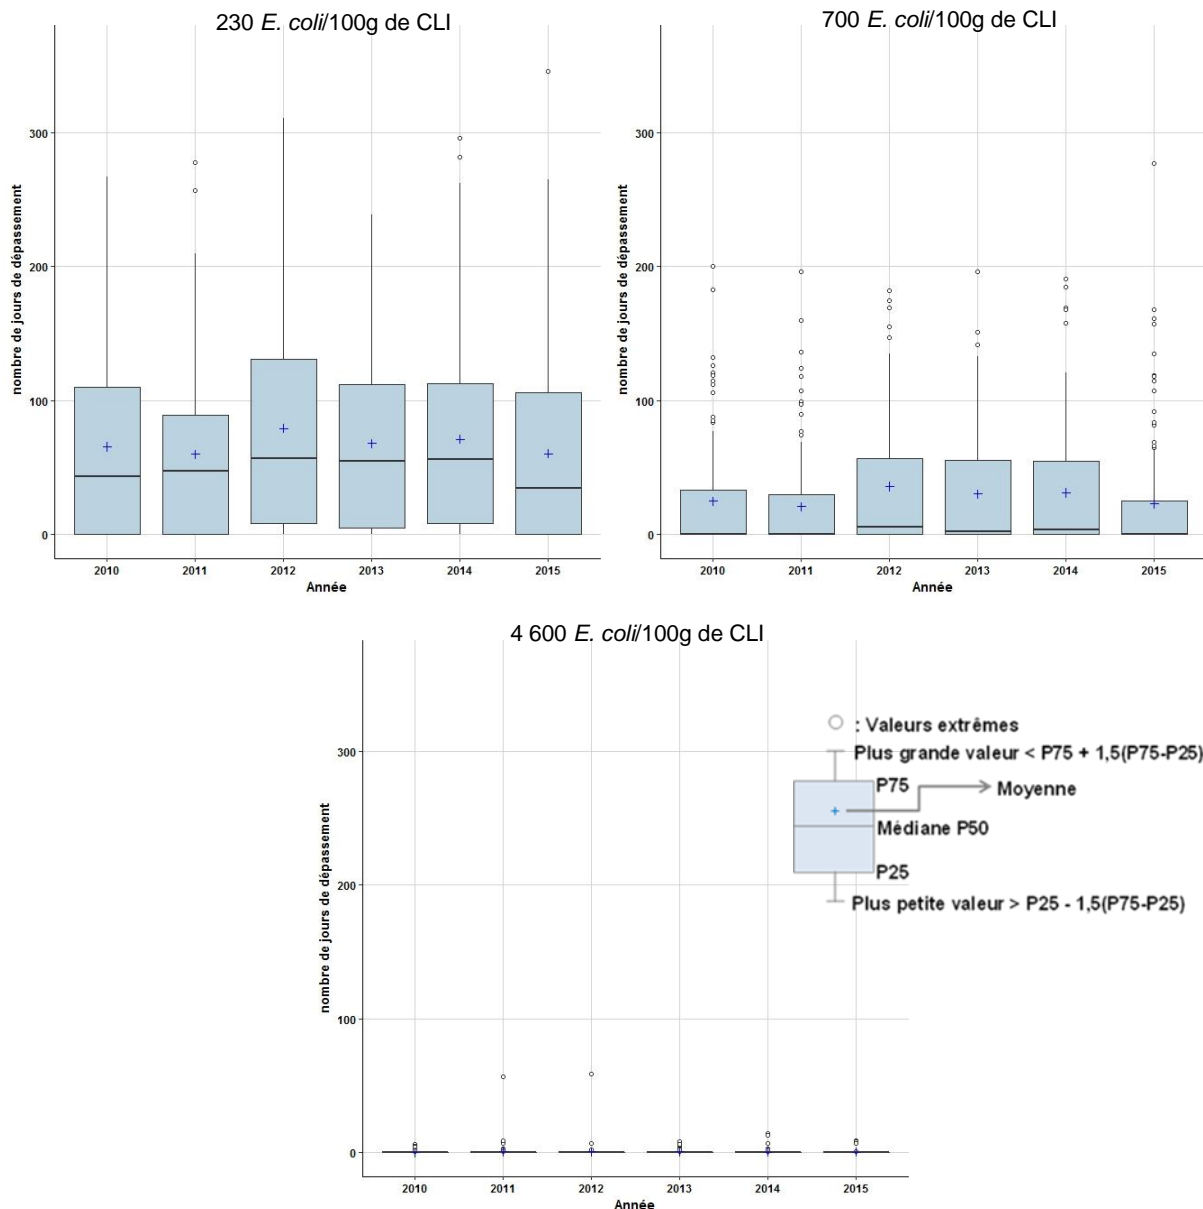 230 E. coli/100g de CLI
nombre de jours de dépassement
300
200
100
0
2010 2011 2012 2013 2014 2015
Année
700 E. coli/100g de CLI
nombre de jours de dépassement
300
200
100
0
2010 2011 2012 2013 2014 2015
Année
4 600 E. coli/100g de CLI
nombre de jours de dépassement
300
200
100
0
2010 2011 2012 2013 2014 2015
Année
: Valeurs extrêmes
Plus grande valeur < P75 + 1,5(P75-P25)
P75
Moyenne
Médiane P50
P25
Plus petite valeur > P25 - 1,5(P75-P25)